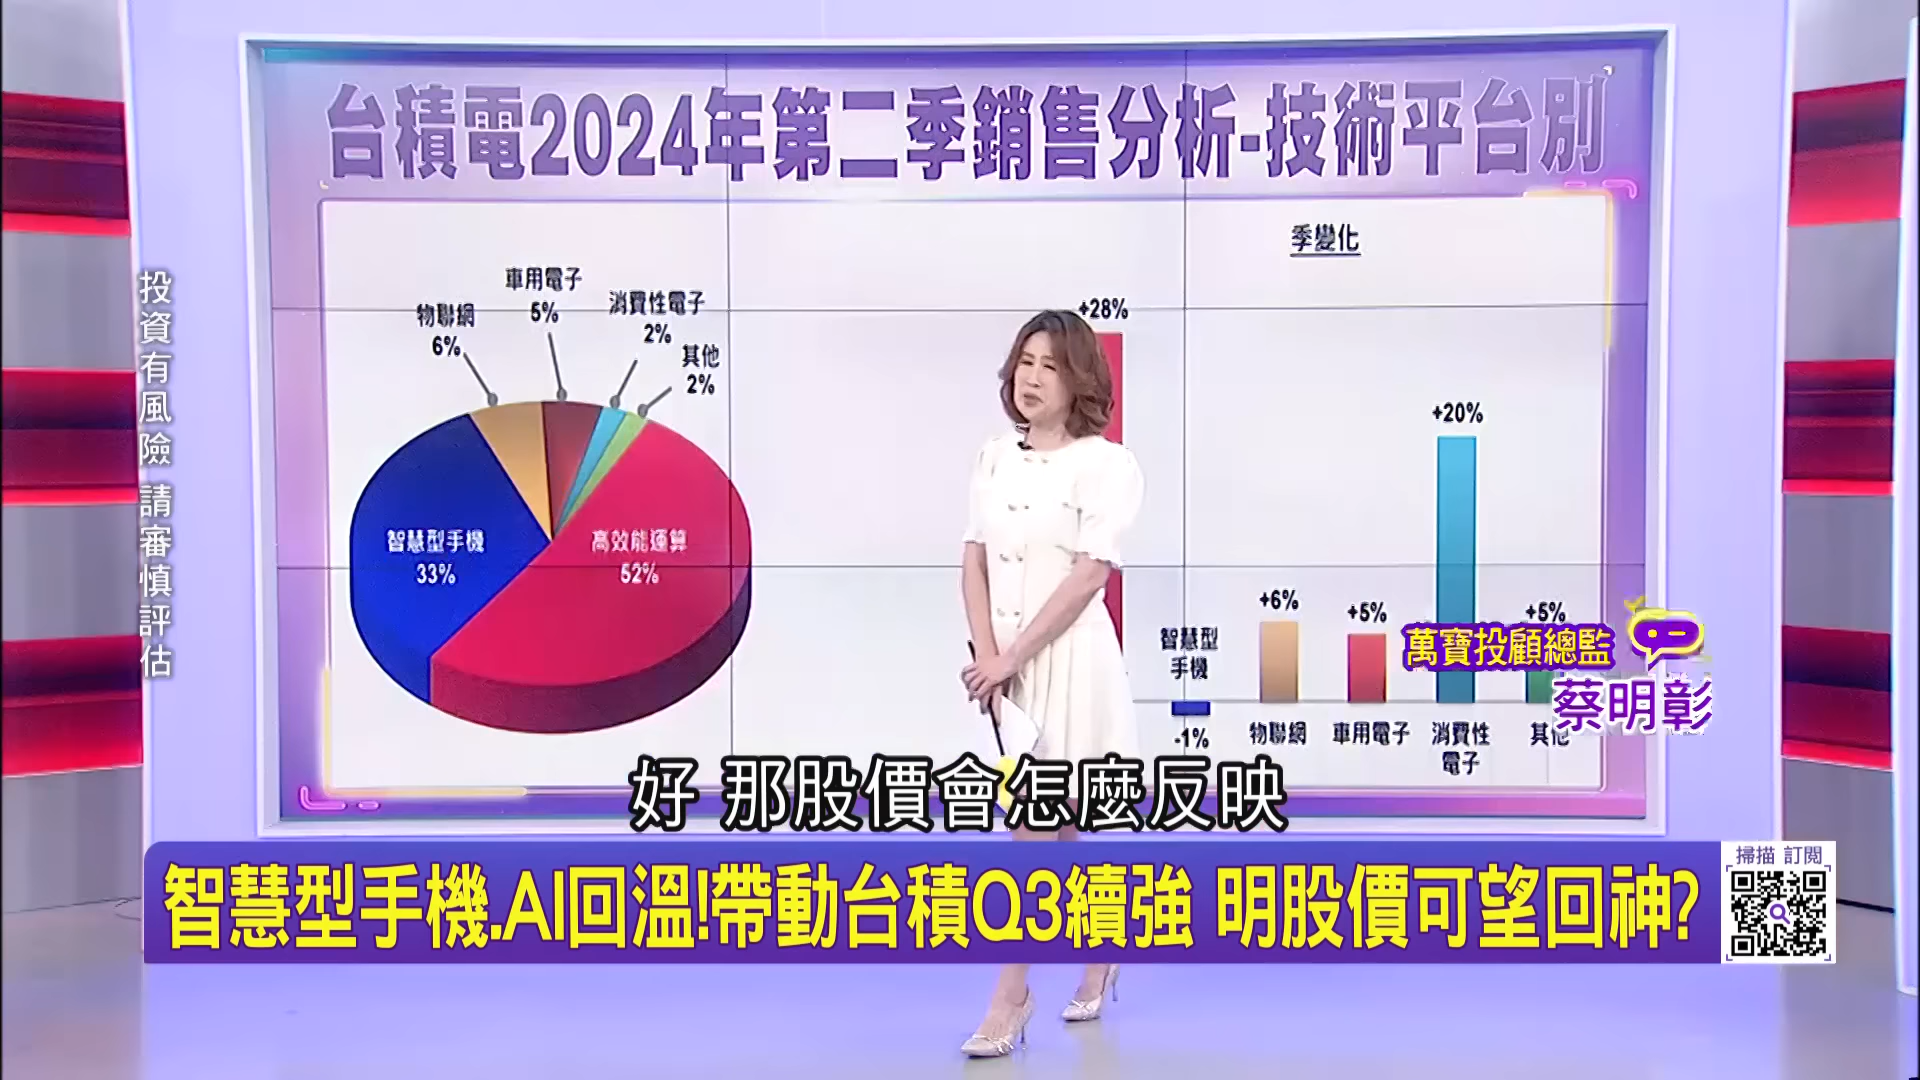 台積電2024年第二季銷售分析-技術平台別
投資有風險 請審慎評估
車用電子
5%
物聯網
6%
消費性電子
2%
其他
2%
智慧型手機
33%
高效能運算
52%
季變化
+28%
智慧型
手機
-1%
+6%
物聯網
+5%
車用電子
+20%
消費性
電子
+5%
其他
萬寶投顧總監
蔡明彰
好 那股價會怎麼反映
智慧型手機.AI回溫!帶動台積Q3續強 明股價可望回神?
掃描 訂閱